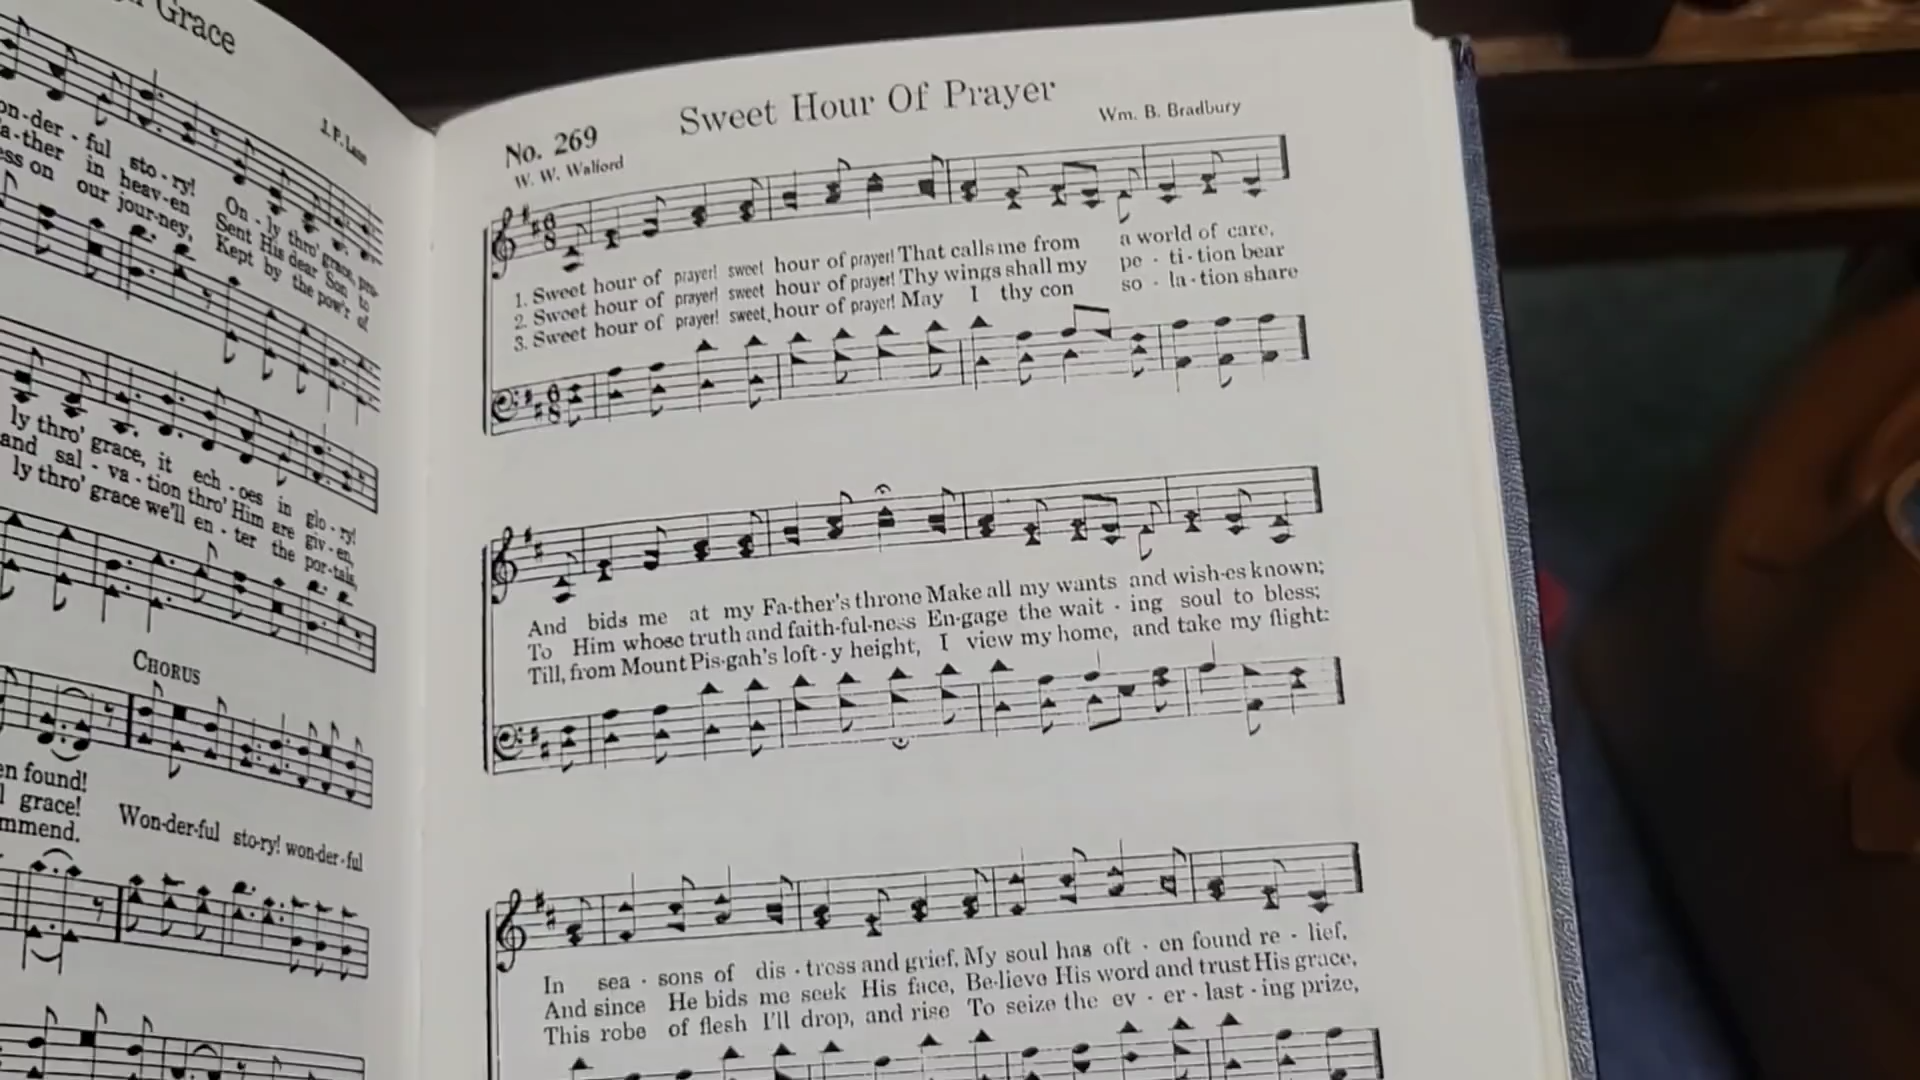 Grace
J. P. Lane
on-der-ful sto-ry! On-ly thro' grace, pro-
a-ther in heav-en Sent His dear Son to
ess on our jour-ney, Kept by the pow'r of
ly thro' grace, it ech-oes in glo-ry!
and sal-va-tion thro' Him are giv-en,
ly thro' grace we'll en-ter the por-tals,
CHORUS
en found!
grace!
mmend.
Won-der-ful sto-ry! won-der-ful
Sweet Hour Of Prayer
No. 269
W. W. Walford
Wm. B. Bradbury
6 8
1. Sweet hour of prayer! sweet hour of prayer! That calls me from a world of care,
2. Sweet hour of prayer! sweet hour of prayer! Thy wings shall my pe-ti-tion bear
3. Sweet hour of prayer! sweet hour of prayer! May I thy con so-la-tion share
6 8
And bids me at my Fa-ther's throne Make all my wants and wish-es known;
To Him whose truth and faith-ful-ness En-gage the wait-ing soul to bless;
Till, from Mount Pis-gah's loft-y height, I view my home, and take my flight:
In sea-sons of dis-tress and grief, My soul has oft-en found re-lief,
And since He bids me seek His face, Be-lieve His word and trust His grace,
This robe of flesh I'll drop, and rise To seize the ev-er-last-ing prize,